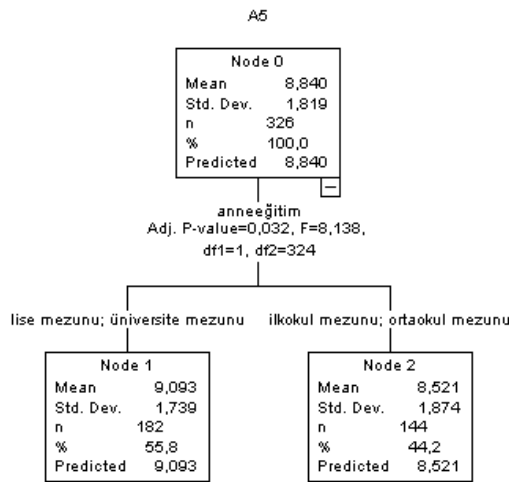 A5
Node 0
Mean 8,840
Std. Dev. 1,819
n 326
% 100,0
Predicted 8,840
anneeğitim
Adj. P-value=0,032, F=8,138,
df1=1, df2=324
lise mezunu; üniversite mezunu
ilkokul mezunu; ortaokul mezunu
Node 1
Mean 9,093
Std. Dev. 1,739
n 182
% 55,8
Predicted 9,093
Node 2
Mean 8,521
Std. Dev. 1,874
n 144
% 44,2
Predicted 8,521